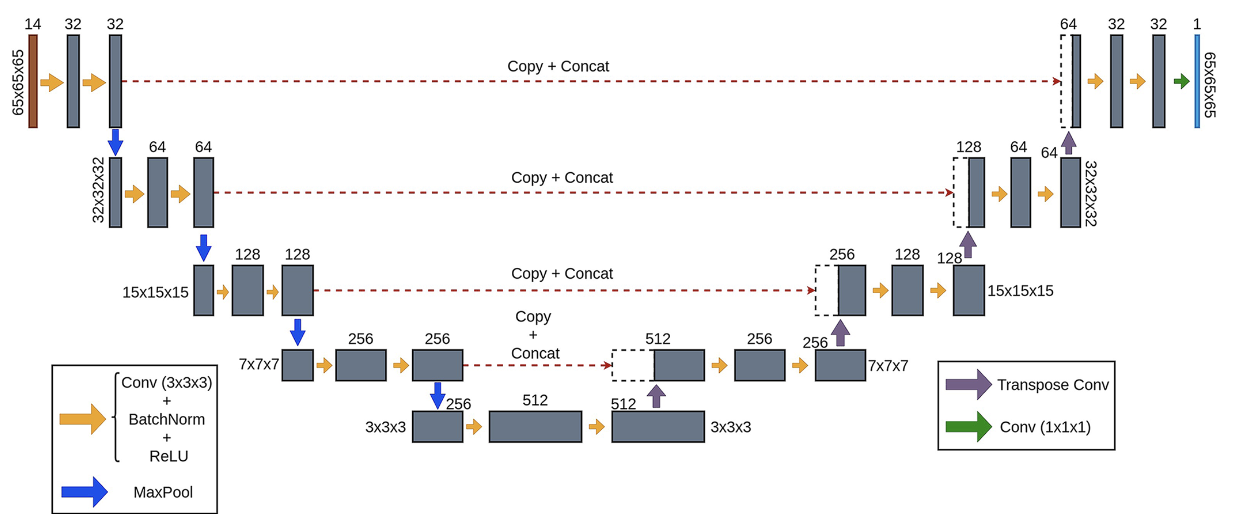 14 32 32
65x65x65
Copy + Concat
64 32 32 1
65x65x65
32x32x32
64 64
Copy + Concat
128 64 64
32x32x32
15x15x15
128 128
Copy + Concat
256 128 128
15x15x15
7x7x7
256 256
Copy
+
Concat
512 256 256
7x7x7
3x3x3
256 512 512
3x3x3
Conv (3x3x3)
+
BatchNorm
+
ReLU
MaxPool
Transpose Conv
Conv (1x1x1)